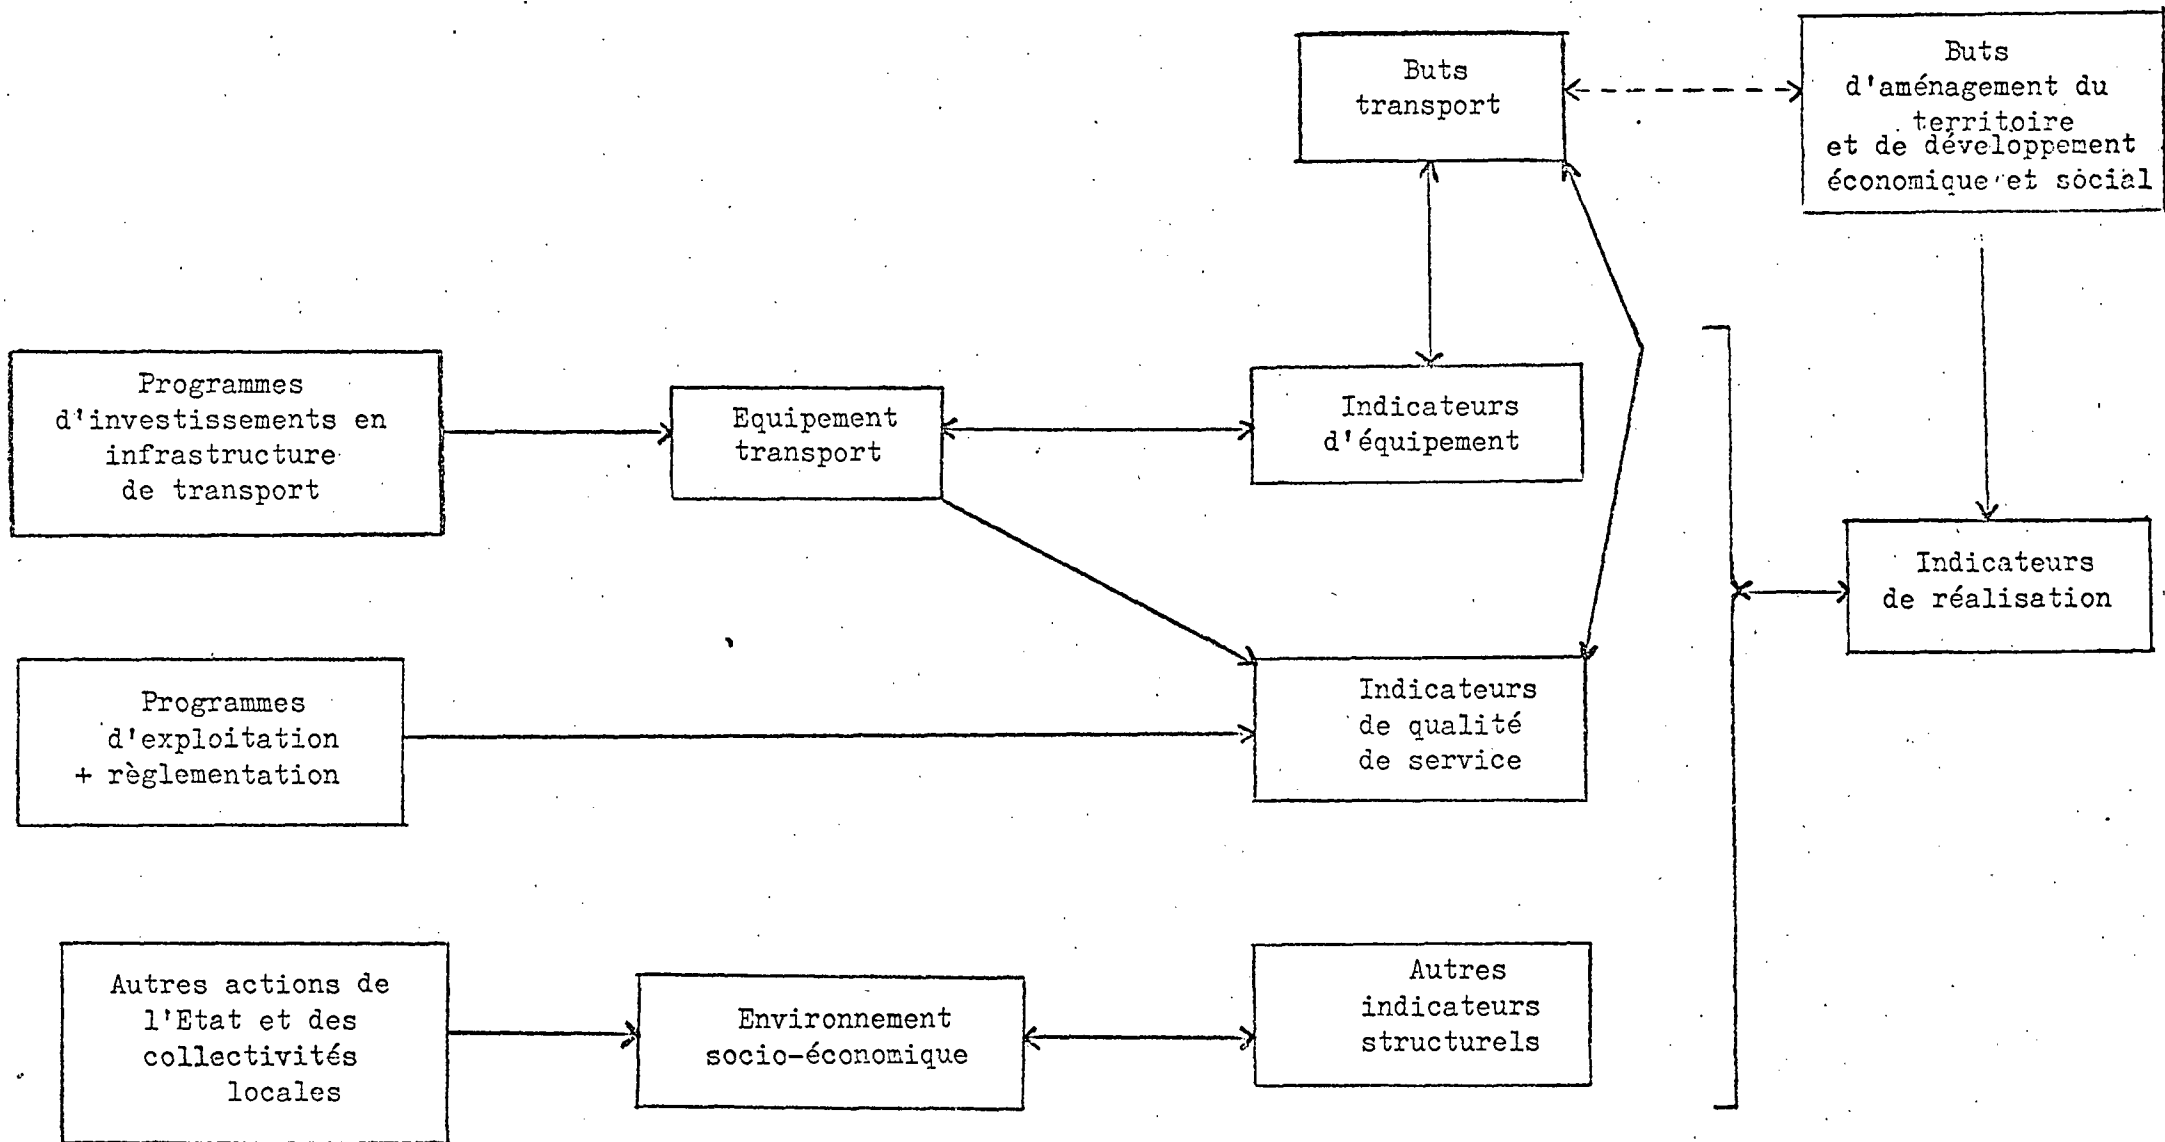 Buts
transport
Buts
d'aménagement du
territoire
et de développement
économique et social
Programmes
d'investissements en
infrastructure
de transport
Equipement
transport
Indicateurs
d'équipement
Indicateurs
de réalisation
Programmes
d'exploitation
+ règlementation
Indicateurs
de qualité
de service
Autres actions de
l'Etat et des
collectivités
locales
Environnement
socio-économique
Autres
indicateurs
structurels